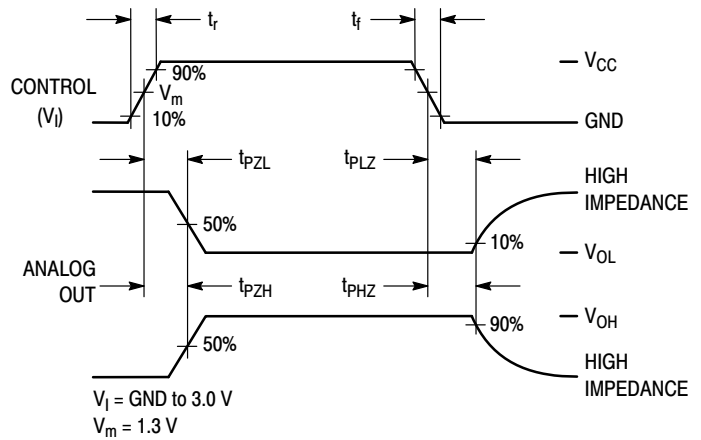 tr
tf
90%
VCC
CONTROL
(VI)
Vm
10%
GND
tPZL
tPLZ
HIGH
IMPEDANCE
50%
10%
VOL
ANALOG
OUT
tPZH
tPHZ
VOH
90%
50%
HIGH
IMPEDANCE
VI = GND to 3.0 V
Vm = 1.3 V